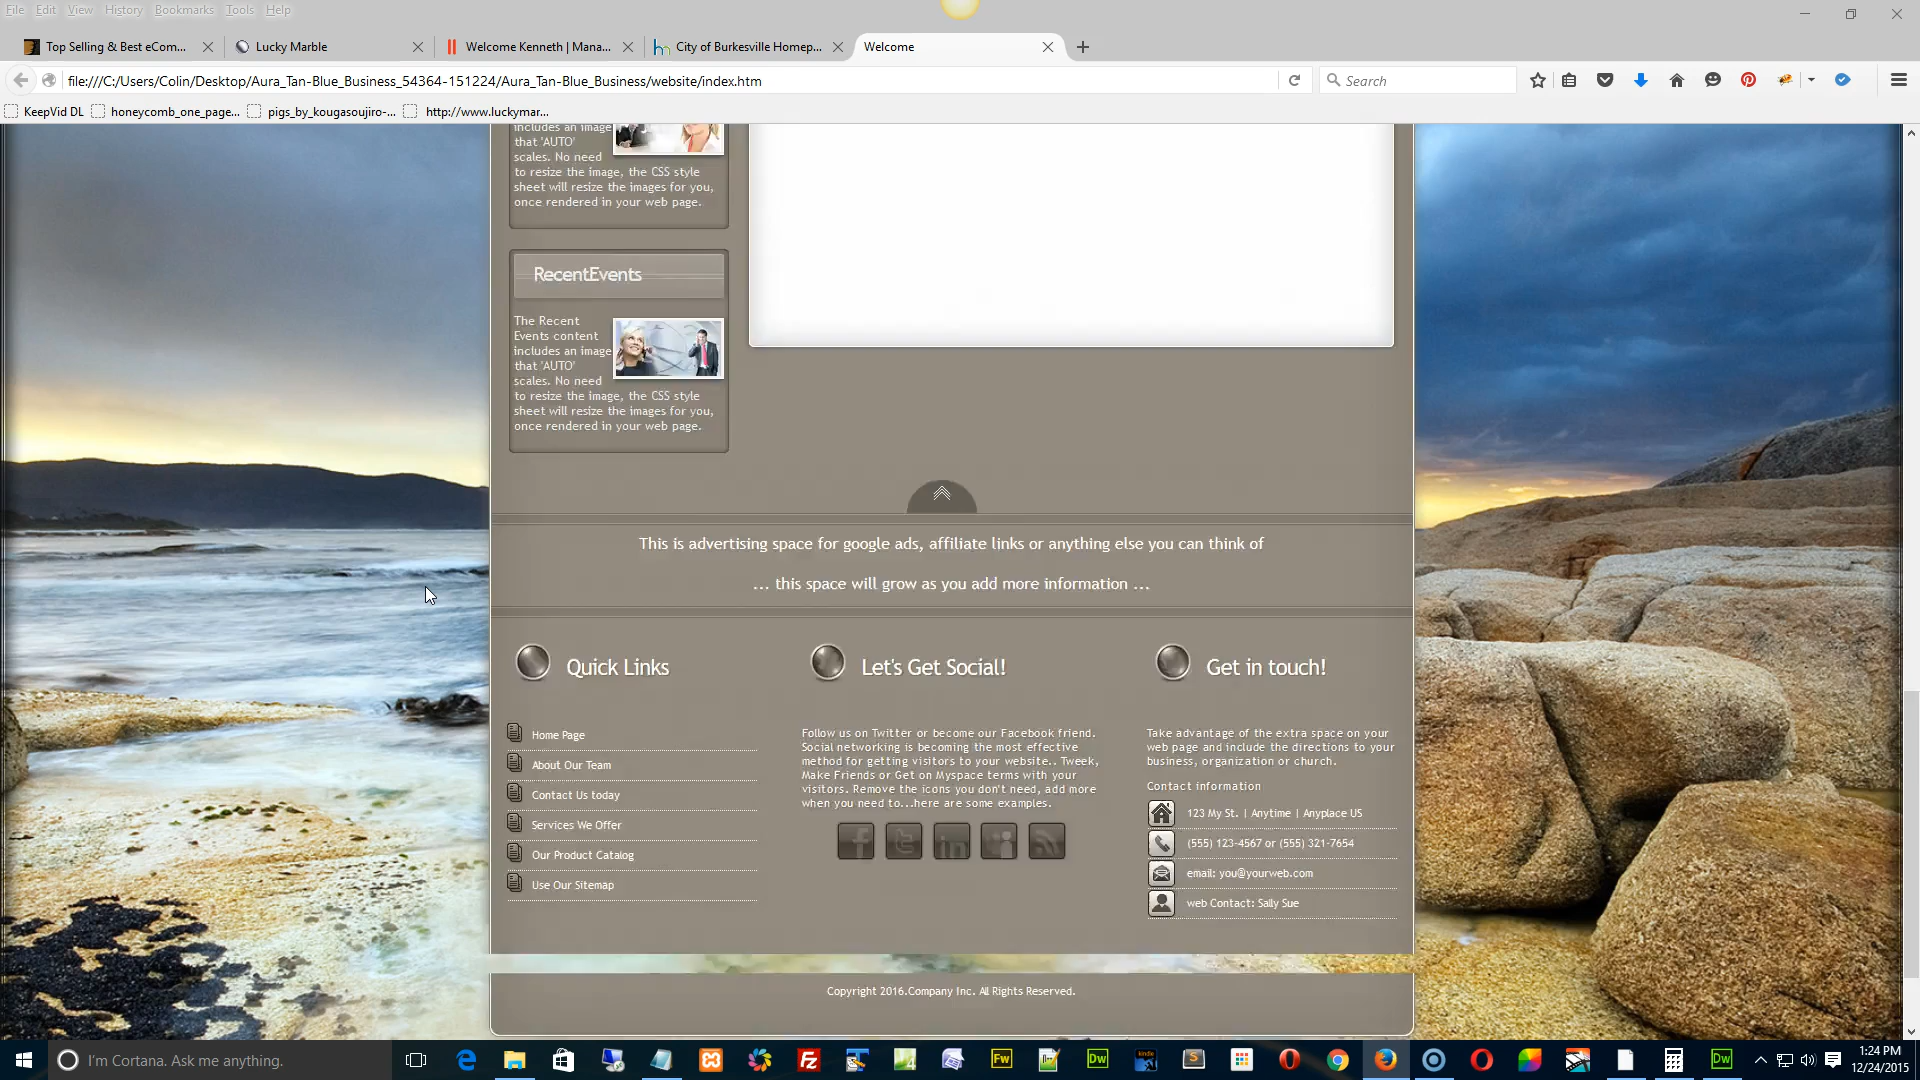 File Edit View History Bookmarks Tools Help
Top Selling & Best eCom...
Lucky Marble
Welcome Kenneth | Mana...
City of Burkesville Homep...
Welcome
file:///C:/Users/Colin/Desktop/Aura_Tan-Blue_Business_54364-151224/Aura_Tan-Blue_Business/website/index.htm
Search
KeepVid DL
honeycomb_one_page...
pigs_by_kougasoujiro-...
http://www.luckymar...
includes an image
that 'AUTO'
scales. No need
to resize the image, the CSS style
sheet will resize the images for you,
once rendered in your web page.
RecentEvents
The Recent
Events content
includes an image
that 'AUTO'
scales. No need
to resize the image, the CSS style
sheet will resize the images for you,
once rendered in your web page.
This is advertising space for google ads, affiliate links or anything else you can think of
... this space will grow as you add more information ...
Quick Links
Home Page
About Our Team
Contact Us today
Services We Offer
Our Product Catalog
Use Our Sitemap
Let's Get Social!
Follow us on Twitter or become our Facebook friend.
Social networking is becoming the most effective
method for getting visitors to your website.. Tweek,
Make Friends or Get on Myspace terms with your
visitors. Remove the icons you don't need, add more
when you need to...here are some examples.
Get in touch!
Take advantage of the extra space on your
web page and include the directions to your
business, organization or church.
Contact information
123 My St. | Anytime | Anyplace US
(555) 123-4567 or (555) 321-7654
email: you@yourweb.com
web Contact: Sally Sue
Copyright 2016.Company Inc. All Rights Reserved.
I'm Cortana. Ask me anything.
Fw
Dw
kindle
Dw
1:24 PM
12/24/2015